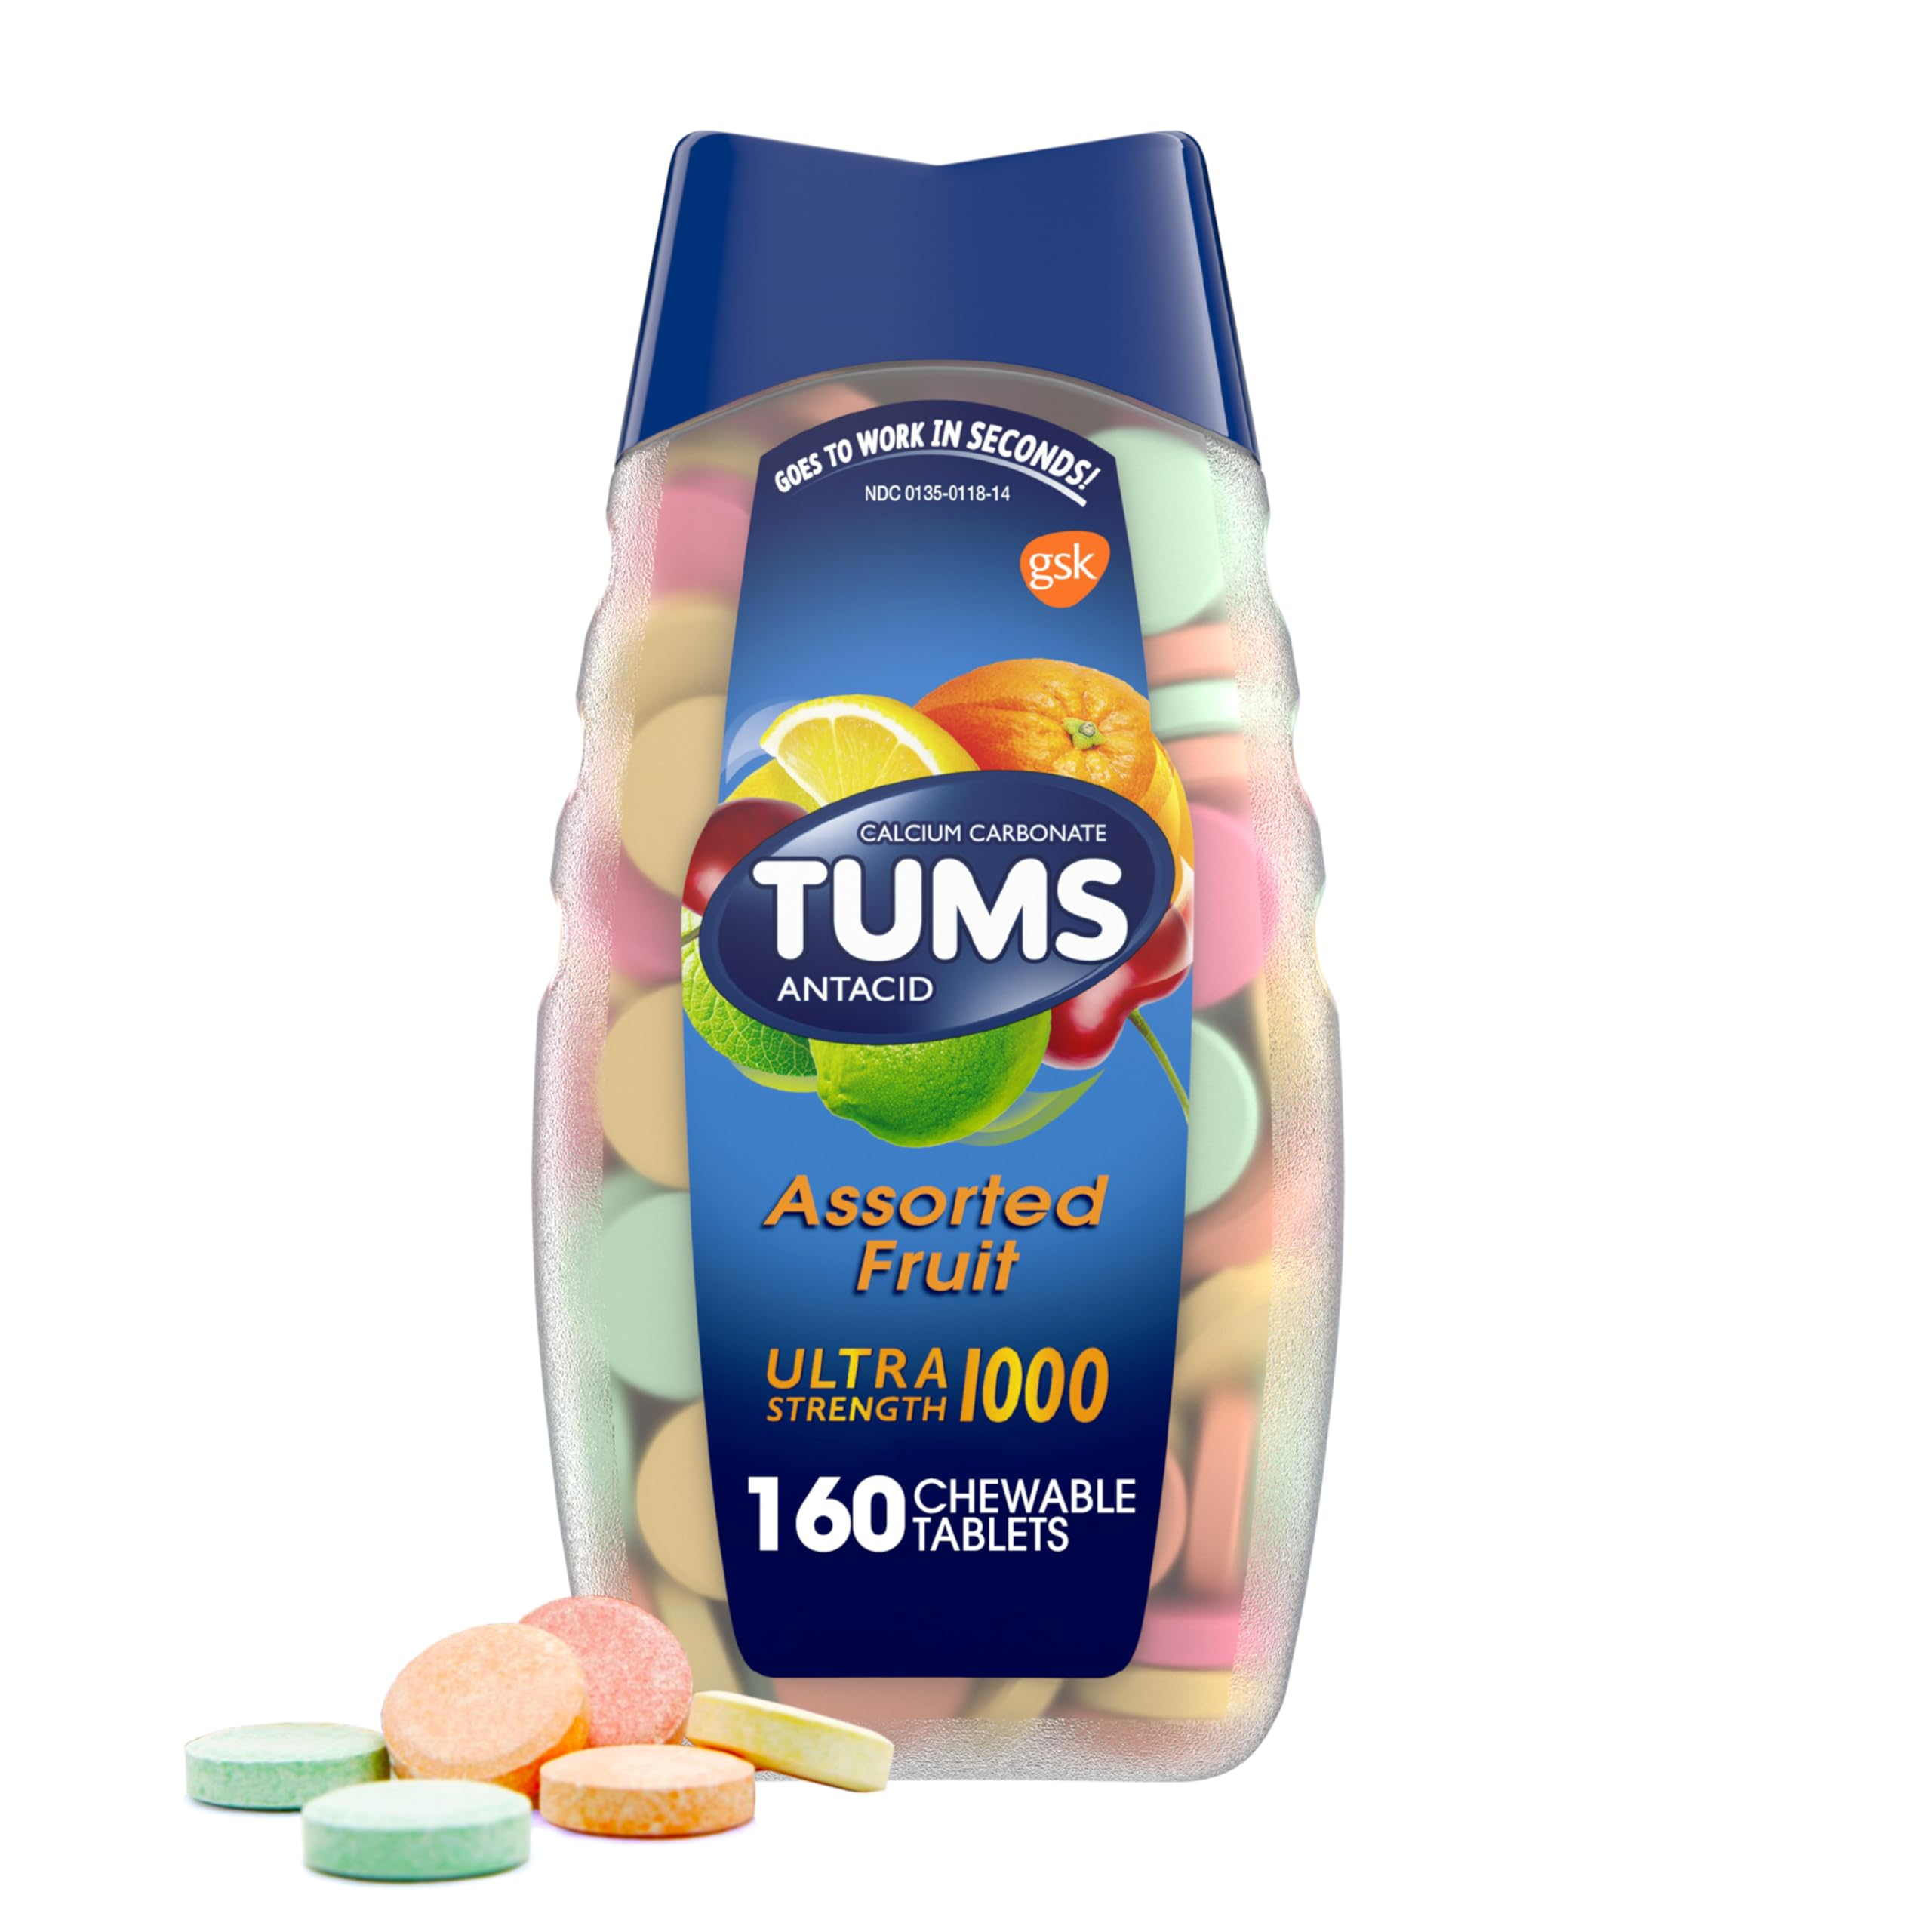 GOES TO WORK IN SECONDS!
NDC 0135-0118-14
gsk
CALCIUM CARBONATE
TUMS
ANTACID
Assorted
Fruit
ULTRA
STRENGTH 1000
160 CHEWABLE
TABLETS